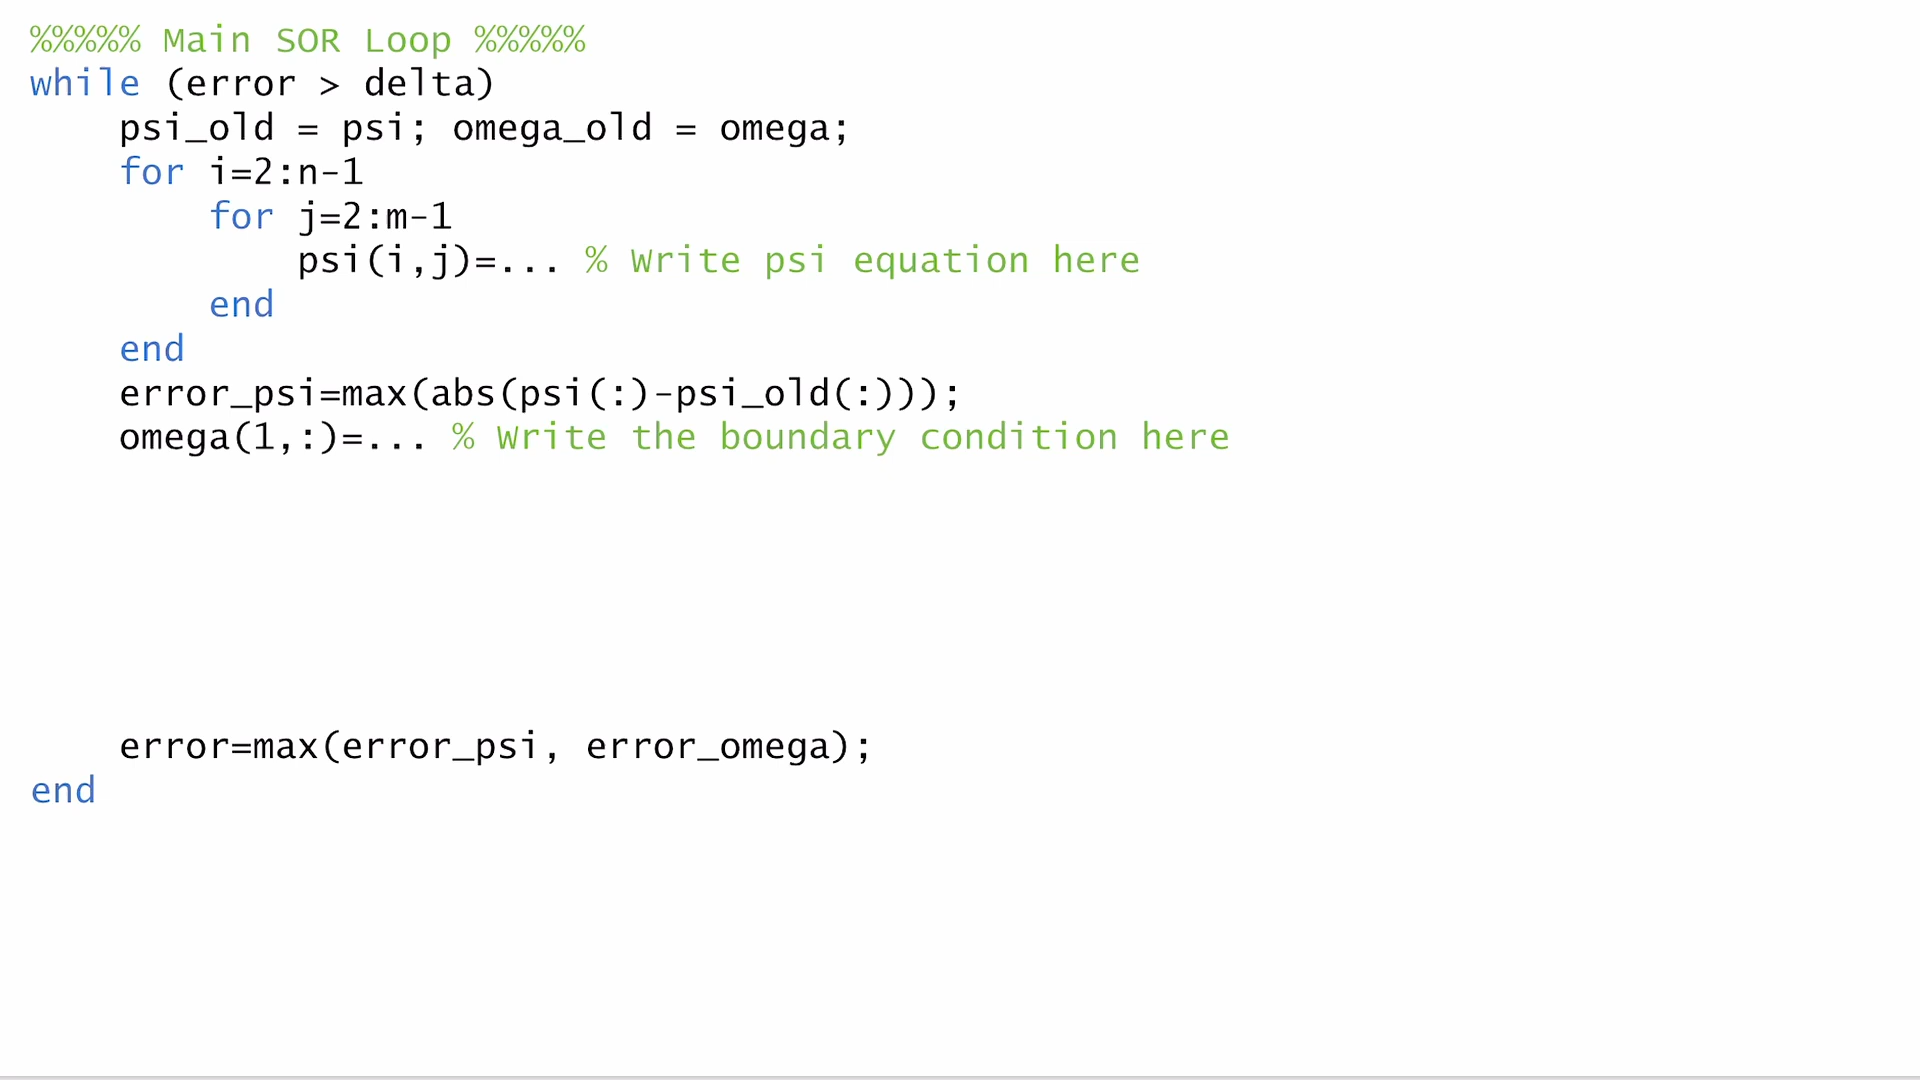 %%%%% Main SOR Loop %%%%%
while (error > delta)
psi_old = psi; omega_old = omega;
for i=2:n-1
for j=2:m-1
psi(i,j)=... % Write psi equation here
end
end
error_psi=max(abs(psi(:)-psi_old(:)));
omega(1,:)=... % Write the boundary condition here
error=max(error_psi, error_omega);
end